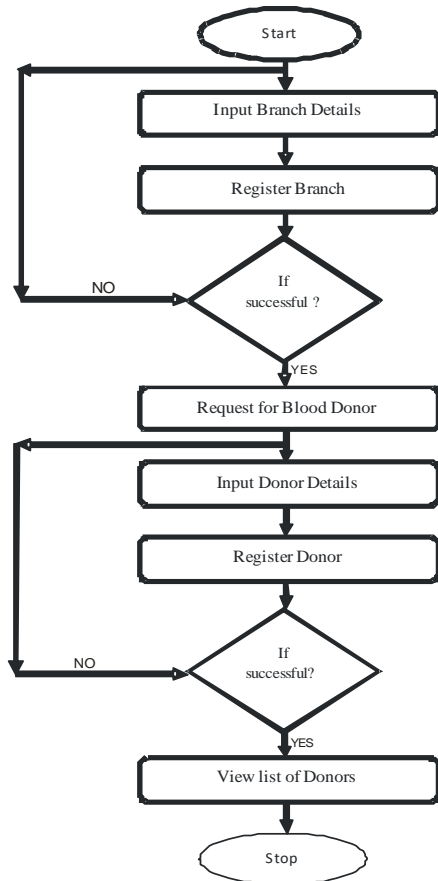 Start
Input Branch Details
Register Branch
If
successful ?
NO
YES
Request for Blood Donor
Input Donor Details
Register Donor
If
successful?
NO
YES
View list of Donors
Stop